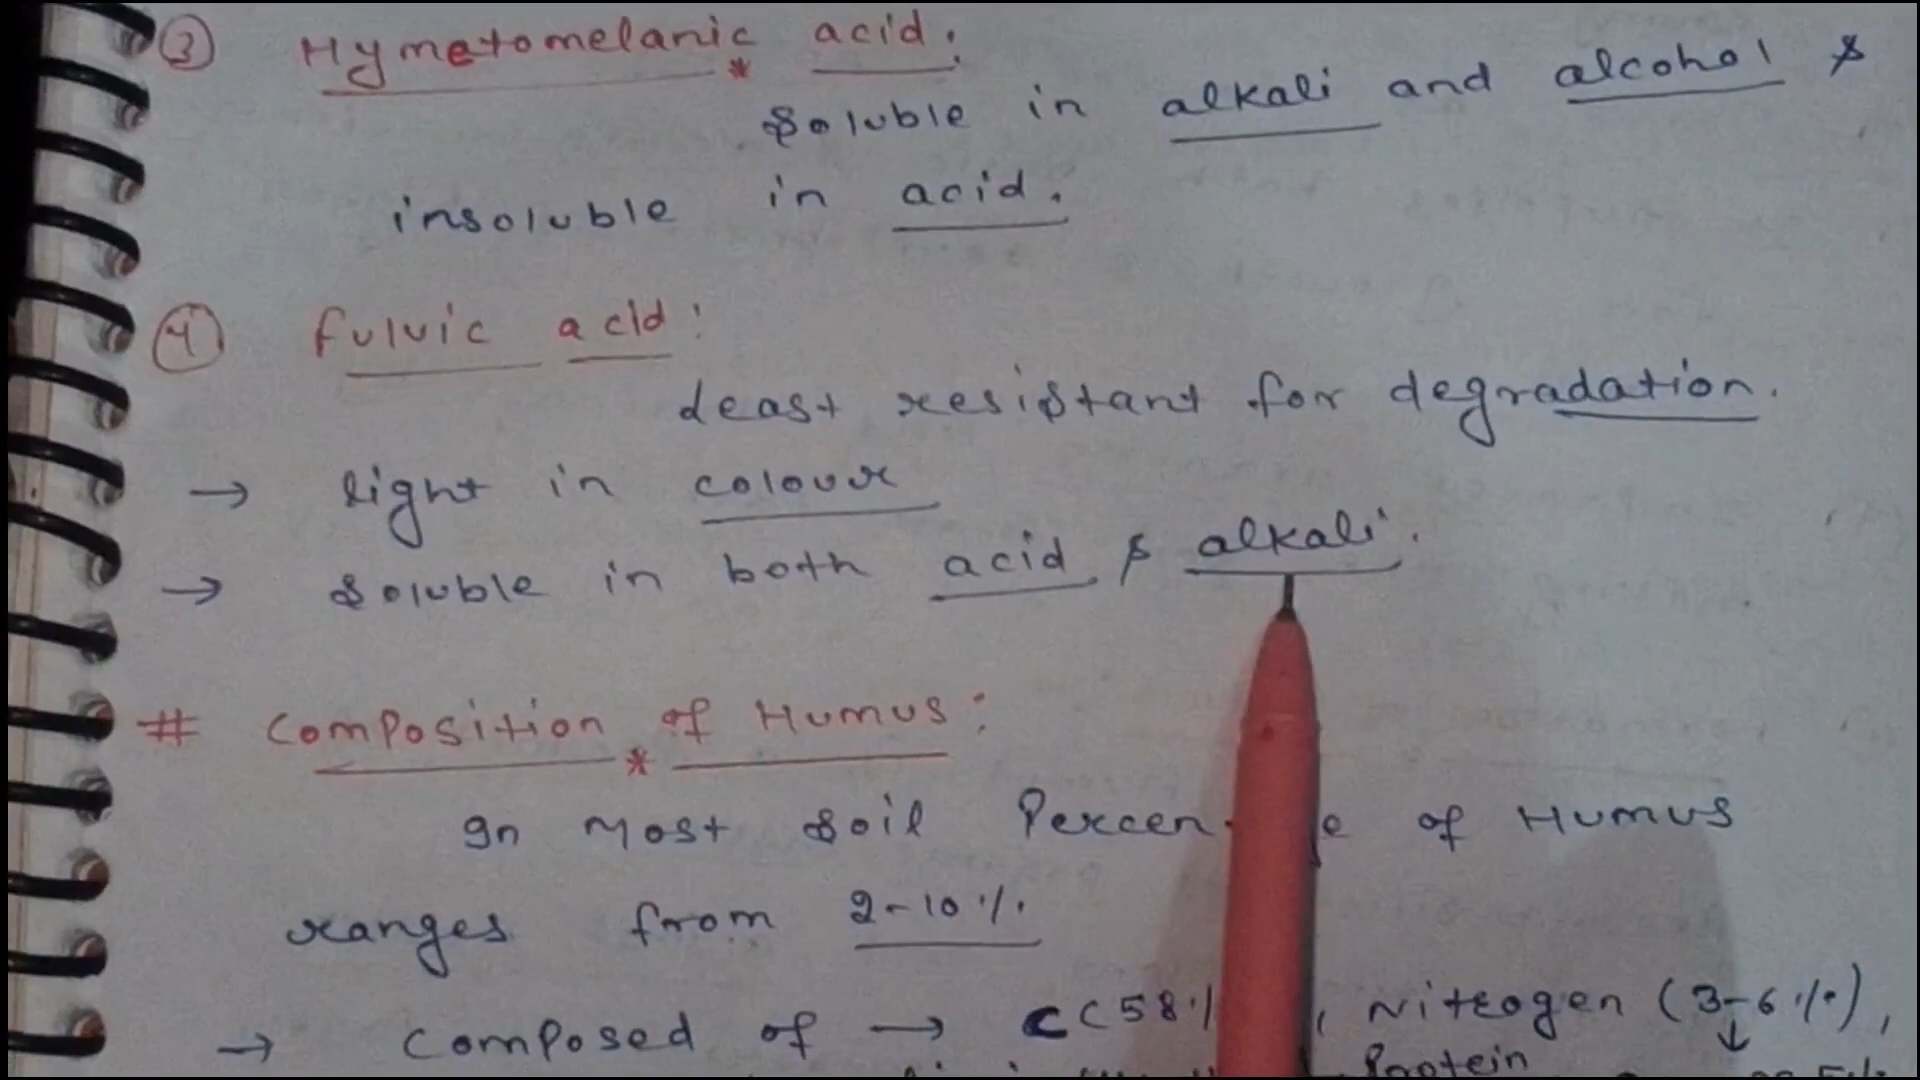 ③ Hymetomelanic acid:
soluble in alkali and alcohol &
insoluble in acid.
④ Fulvic acid:
Least resistant for degradation.
→ light in colour
→ soluble in both acid & alkali.
# Composition of Humus:
In Most soil of Humus
ranges from 2-10%
→ composed of → C (58% , Nitrogen (3-6%),
Protein